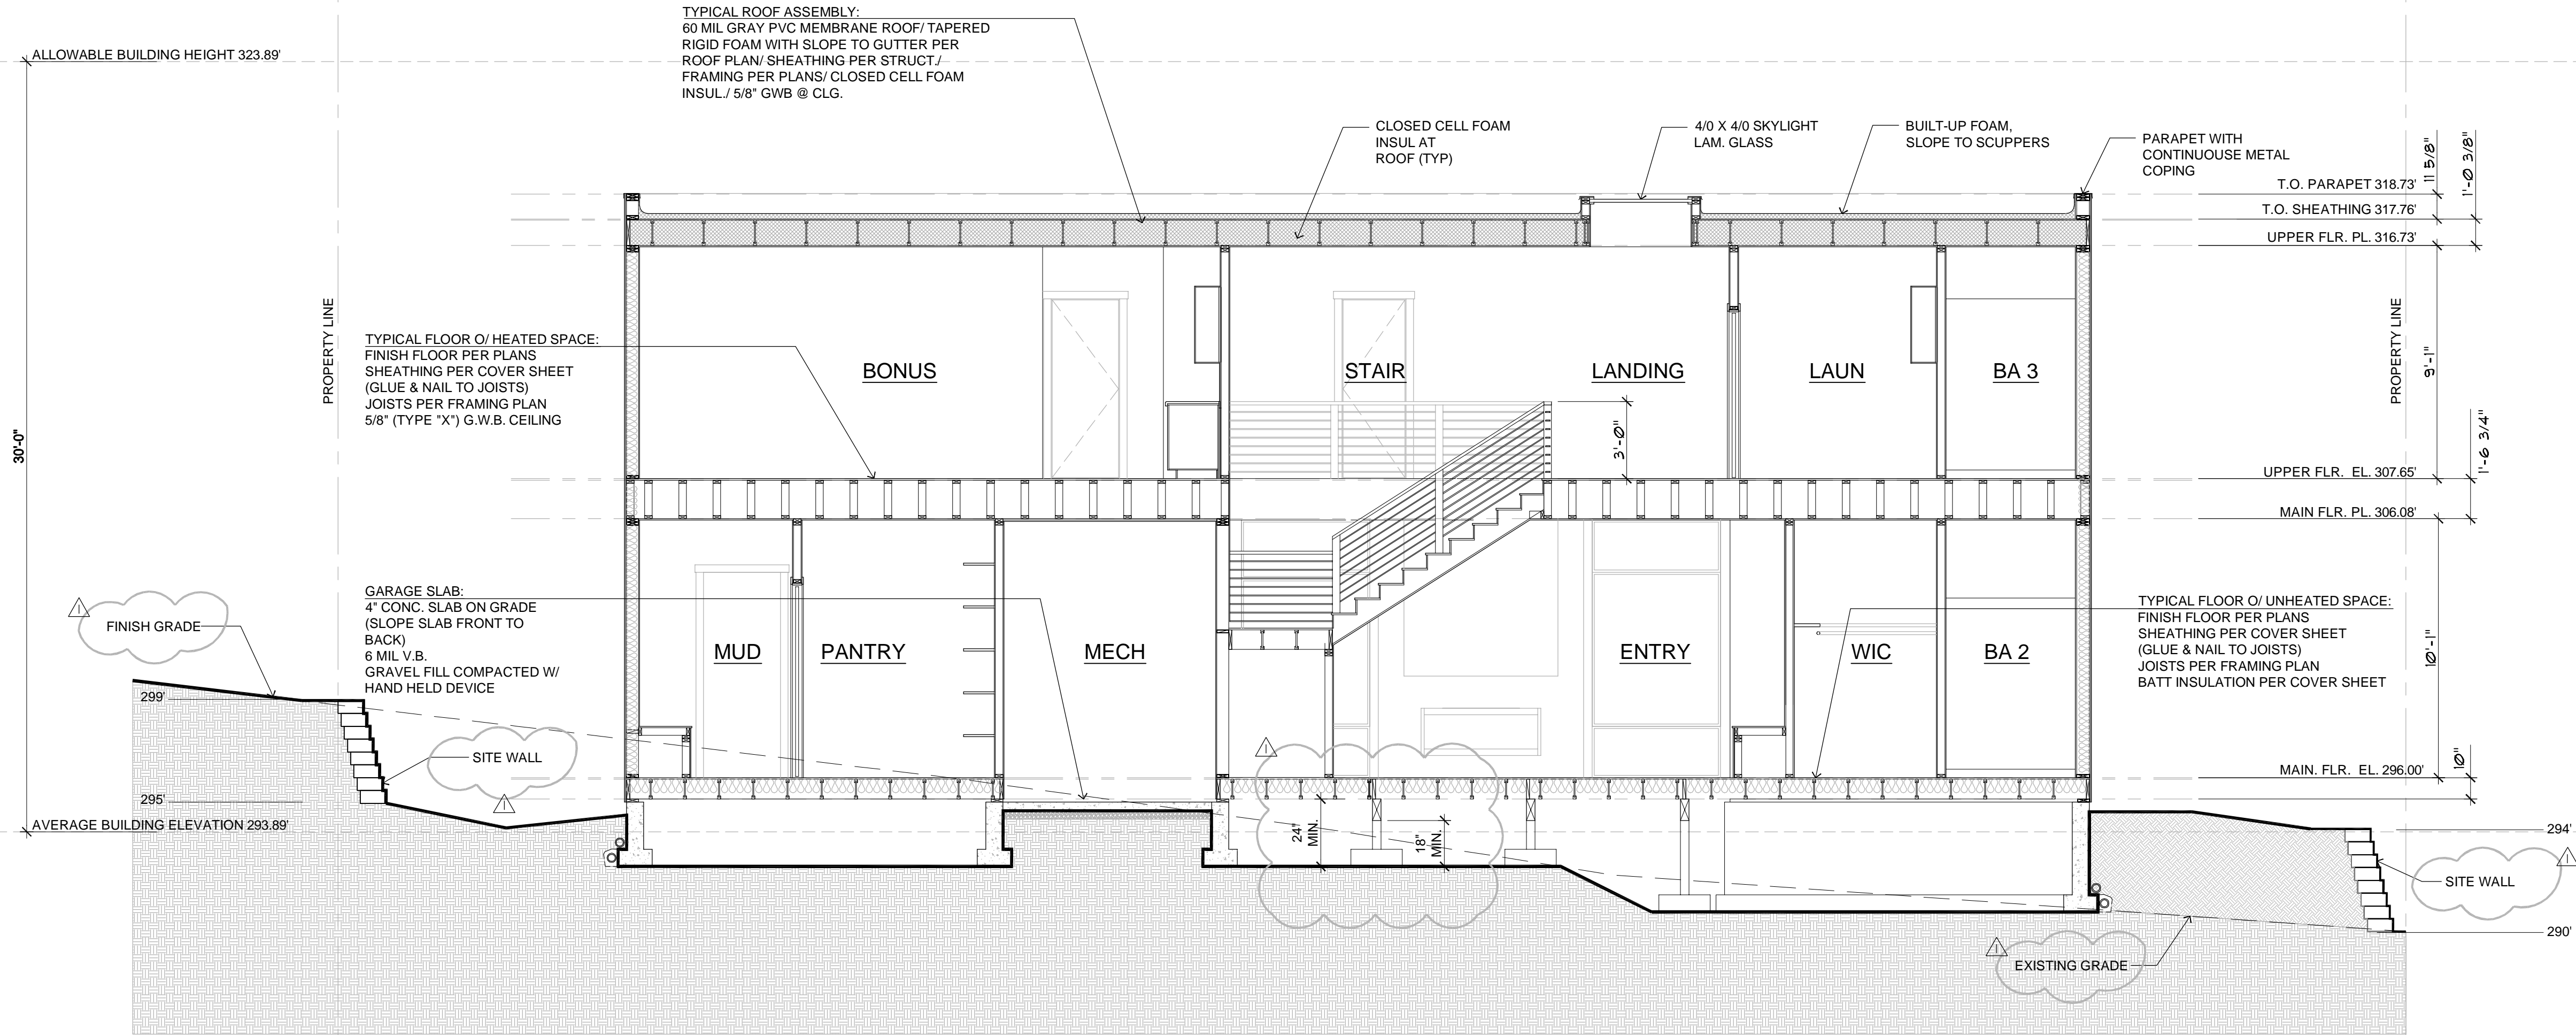 TYPICAL ROOF ASSEMBLY:
60 MIL GRAY PVC MEMBRANE ROOF/ TAPERED
RIGID FOAM WITH SLOPE TO GUTTER PER
ROOF PLAN/ SHEATHING PER STRUCT./
FRAMING PER PLANS/ CLOSED CELL FOAM
INSUL./ 5/8" GWB @ CLG.
ALLOWABLE BUILDING HEIGHT 323.89'
CLOSED CELL FOAM
INSUL AT
ROOF (TYP)
4/0 X 4/0 SKYLIGHT
LAM. GLASS
BUILT-UP FOAM,
SLOPE TO SCUPPERS
PARAPET WITH
CONTINUOUSE METAL
COPING
11 5/8"
1'-0 3/8"
T.O. PARAPET 318.73'
T.O. SHEATHING 317.76'
UPPER FLR. PL. 316.73'
PROPERTY LINE
PROPERTY LINE
TYPICAL FLOOR O/ HEATED SPACE:
FINISH FLOOR PER PLANS
SHEATHING PER COVER SHEET
(GLUE & NAIL TO JOISTS)
JOISTS PER FRAMING PLAN
5/8" (TYPE "X") G.W.B. CEILING
BONUS
STAIR
LANDING
LAUN
BA 3
9'-1"
30'-0"
3'-0"
1'-6 3/4"
UPPER FLR. EL. 307.65'
MAIN FLR. PL. 306.08'
GARAGE SLAB:
4" CONC. SLAB ON GRADE
(SLOPE SLAB FRONT TO
BACK)
6 MIL V.B.
GRAVEL FILL COMPACTED W/
HAND HELD DEVICE
1
FINISH GRADE
MUD
PANTRY
MECH
ENTRY
WIC
BA 2
TYPICAL FLOOR O/ UNHEATED SPACE:
FINISH FLOOR PER PLANS
SHEATHING PER COVER SHEET
(GLUE & NAIL TO JOISTS)
JOISTS PER FRAMING PLAN
BATT INSULATION PER COVER SHEET
10'-1"
299'
SITE WALL
1
1
10"
MAIN. FLR. EL. 296.00'
295'
AVERAGE BUILDING ELEVATION 293.89'
24"
MIN.
18"
MIN.
294'
1
SITE WALL
290'
1
EXISTING GRADE